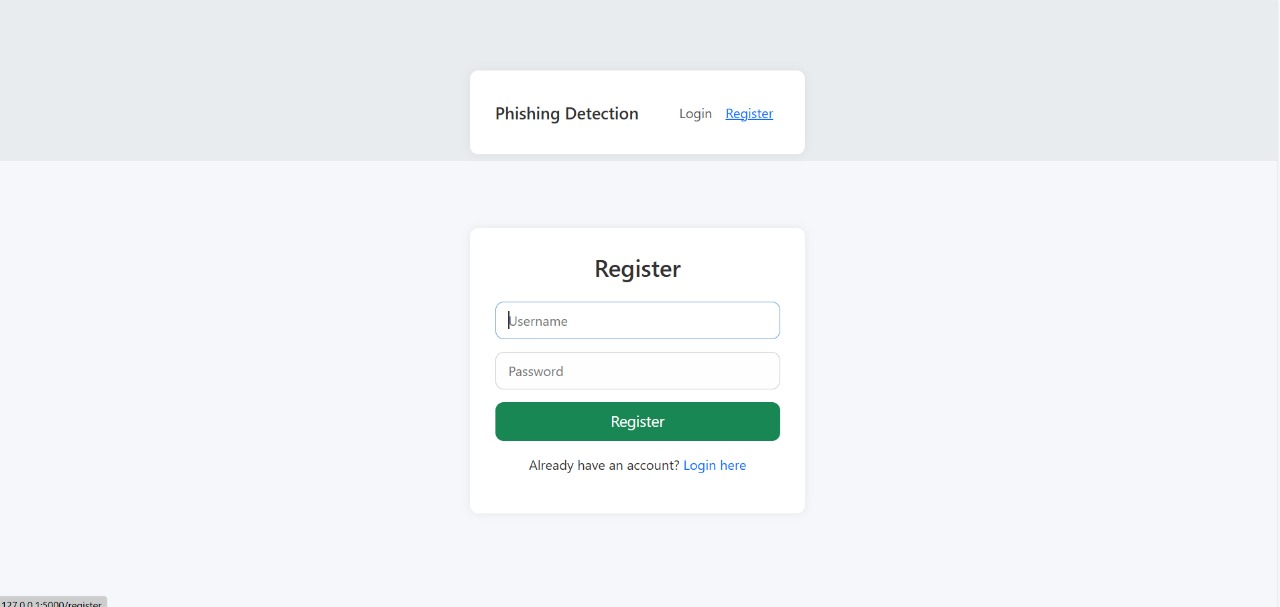 Phishing Detection Login Register
Register
Username
Password
Register
Already have an account? Login here
127.0.0.1:5000/register